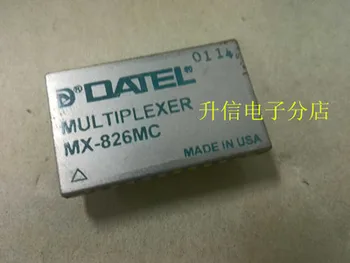 0114
DATEL®
MULTIPLEXER
MX-826MC
MADE IN USA
升信电子分店